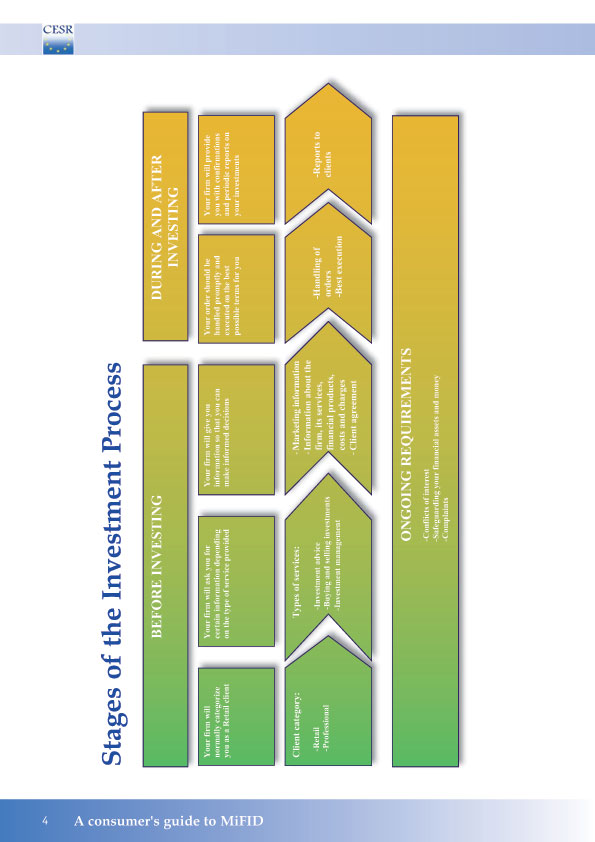 CESR
Stages of the Investment Process
BEFORE INVESTING
DURING AND AFTER
INVESTING
Your firm will
normally categorize
you as a Retail client
Your firm will ask you for
certain information depending
on the type of service provided
Your firm will give you
information so that you can
make informed decisions
Your order should be
handled promptly and
executed on the best
possible terms for you
Your firm will provide
you with confirmations
and periodic reports on
your investments
Client category:
-Retail
-Professional
Types of services:
-Investment advice
-Buying and selling investments
-Investment management
-Marketing information
- Information about the
firm, its services,
financial products,
costs and charges
- Client agreement
-Handling of
orders
-Best execution
-Reports to
clients
ONGOING REQUIREMENTS
-Conflicts of interest
-Safeguarding your financial assets and money
-Complaints
4 A consumer's guide to MiFID